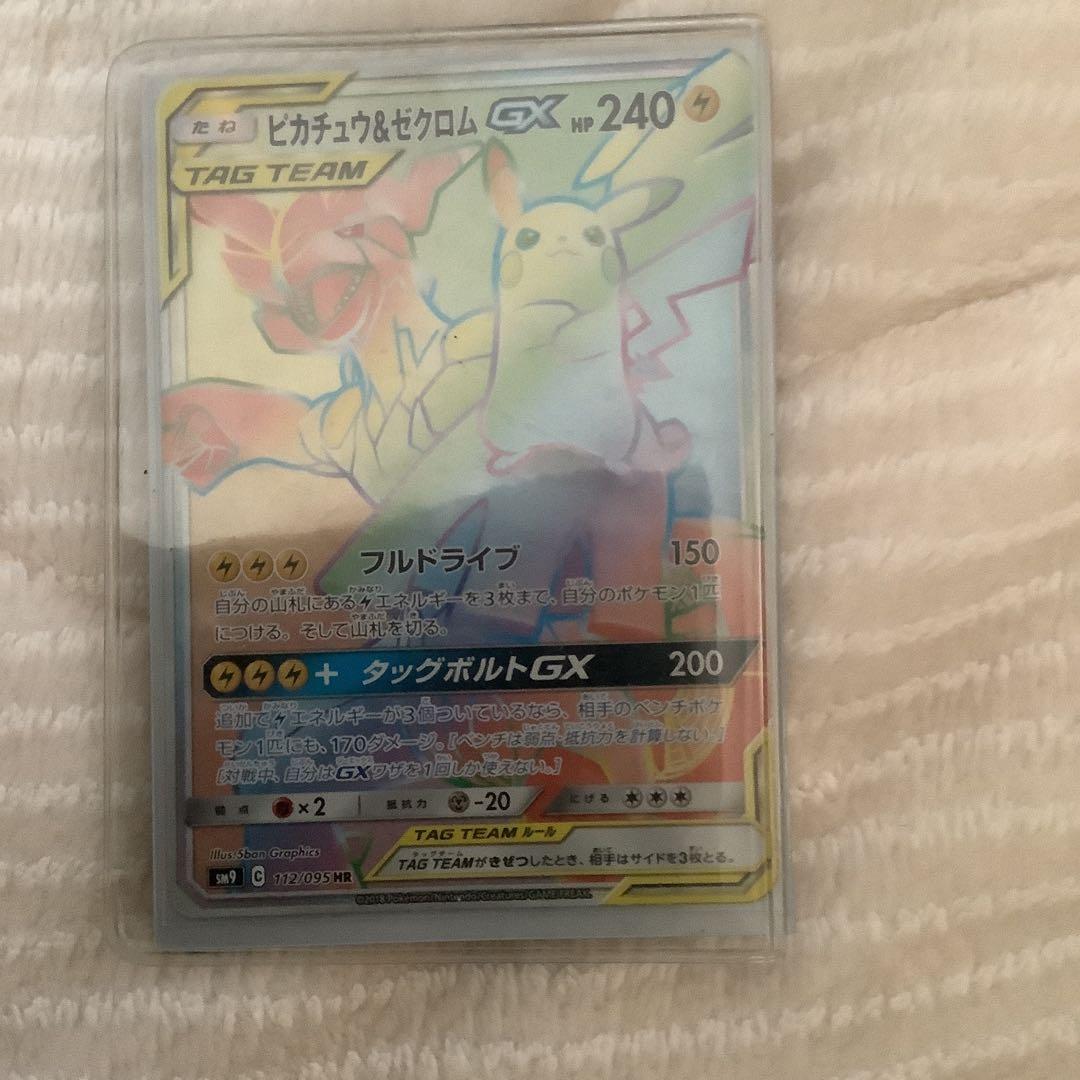 たね ピカチュウ&ゼクロム GX HP 240
TAG TEAM
フルドライブ 150
自分の山札にあるエネルギーを3枚まで、自分のポケモン1匹
につける。そして山札を切る。
+ タッグボルトGX 200
追加でエネルギーが3個ついているなら、相手のベンチポケ
モン1匹にも、170ダメージ。[ベンチは弱点・抵抗力を計算しない。]
[対戦中、自分はGXワザを1回しか使えない。]
弱点 ×2 抵抗力 -20 にげる
TAG TEAM ルール
TAG TEAMがきぜつしたとき、相手はサイドを3枚とる。
Illus. 5ban Graphics
SM9 C 112/095 HR
©2018 Pokémon/Nintendo/Creatures/GAME FREAK.